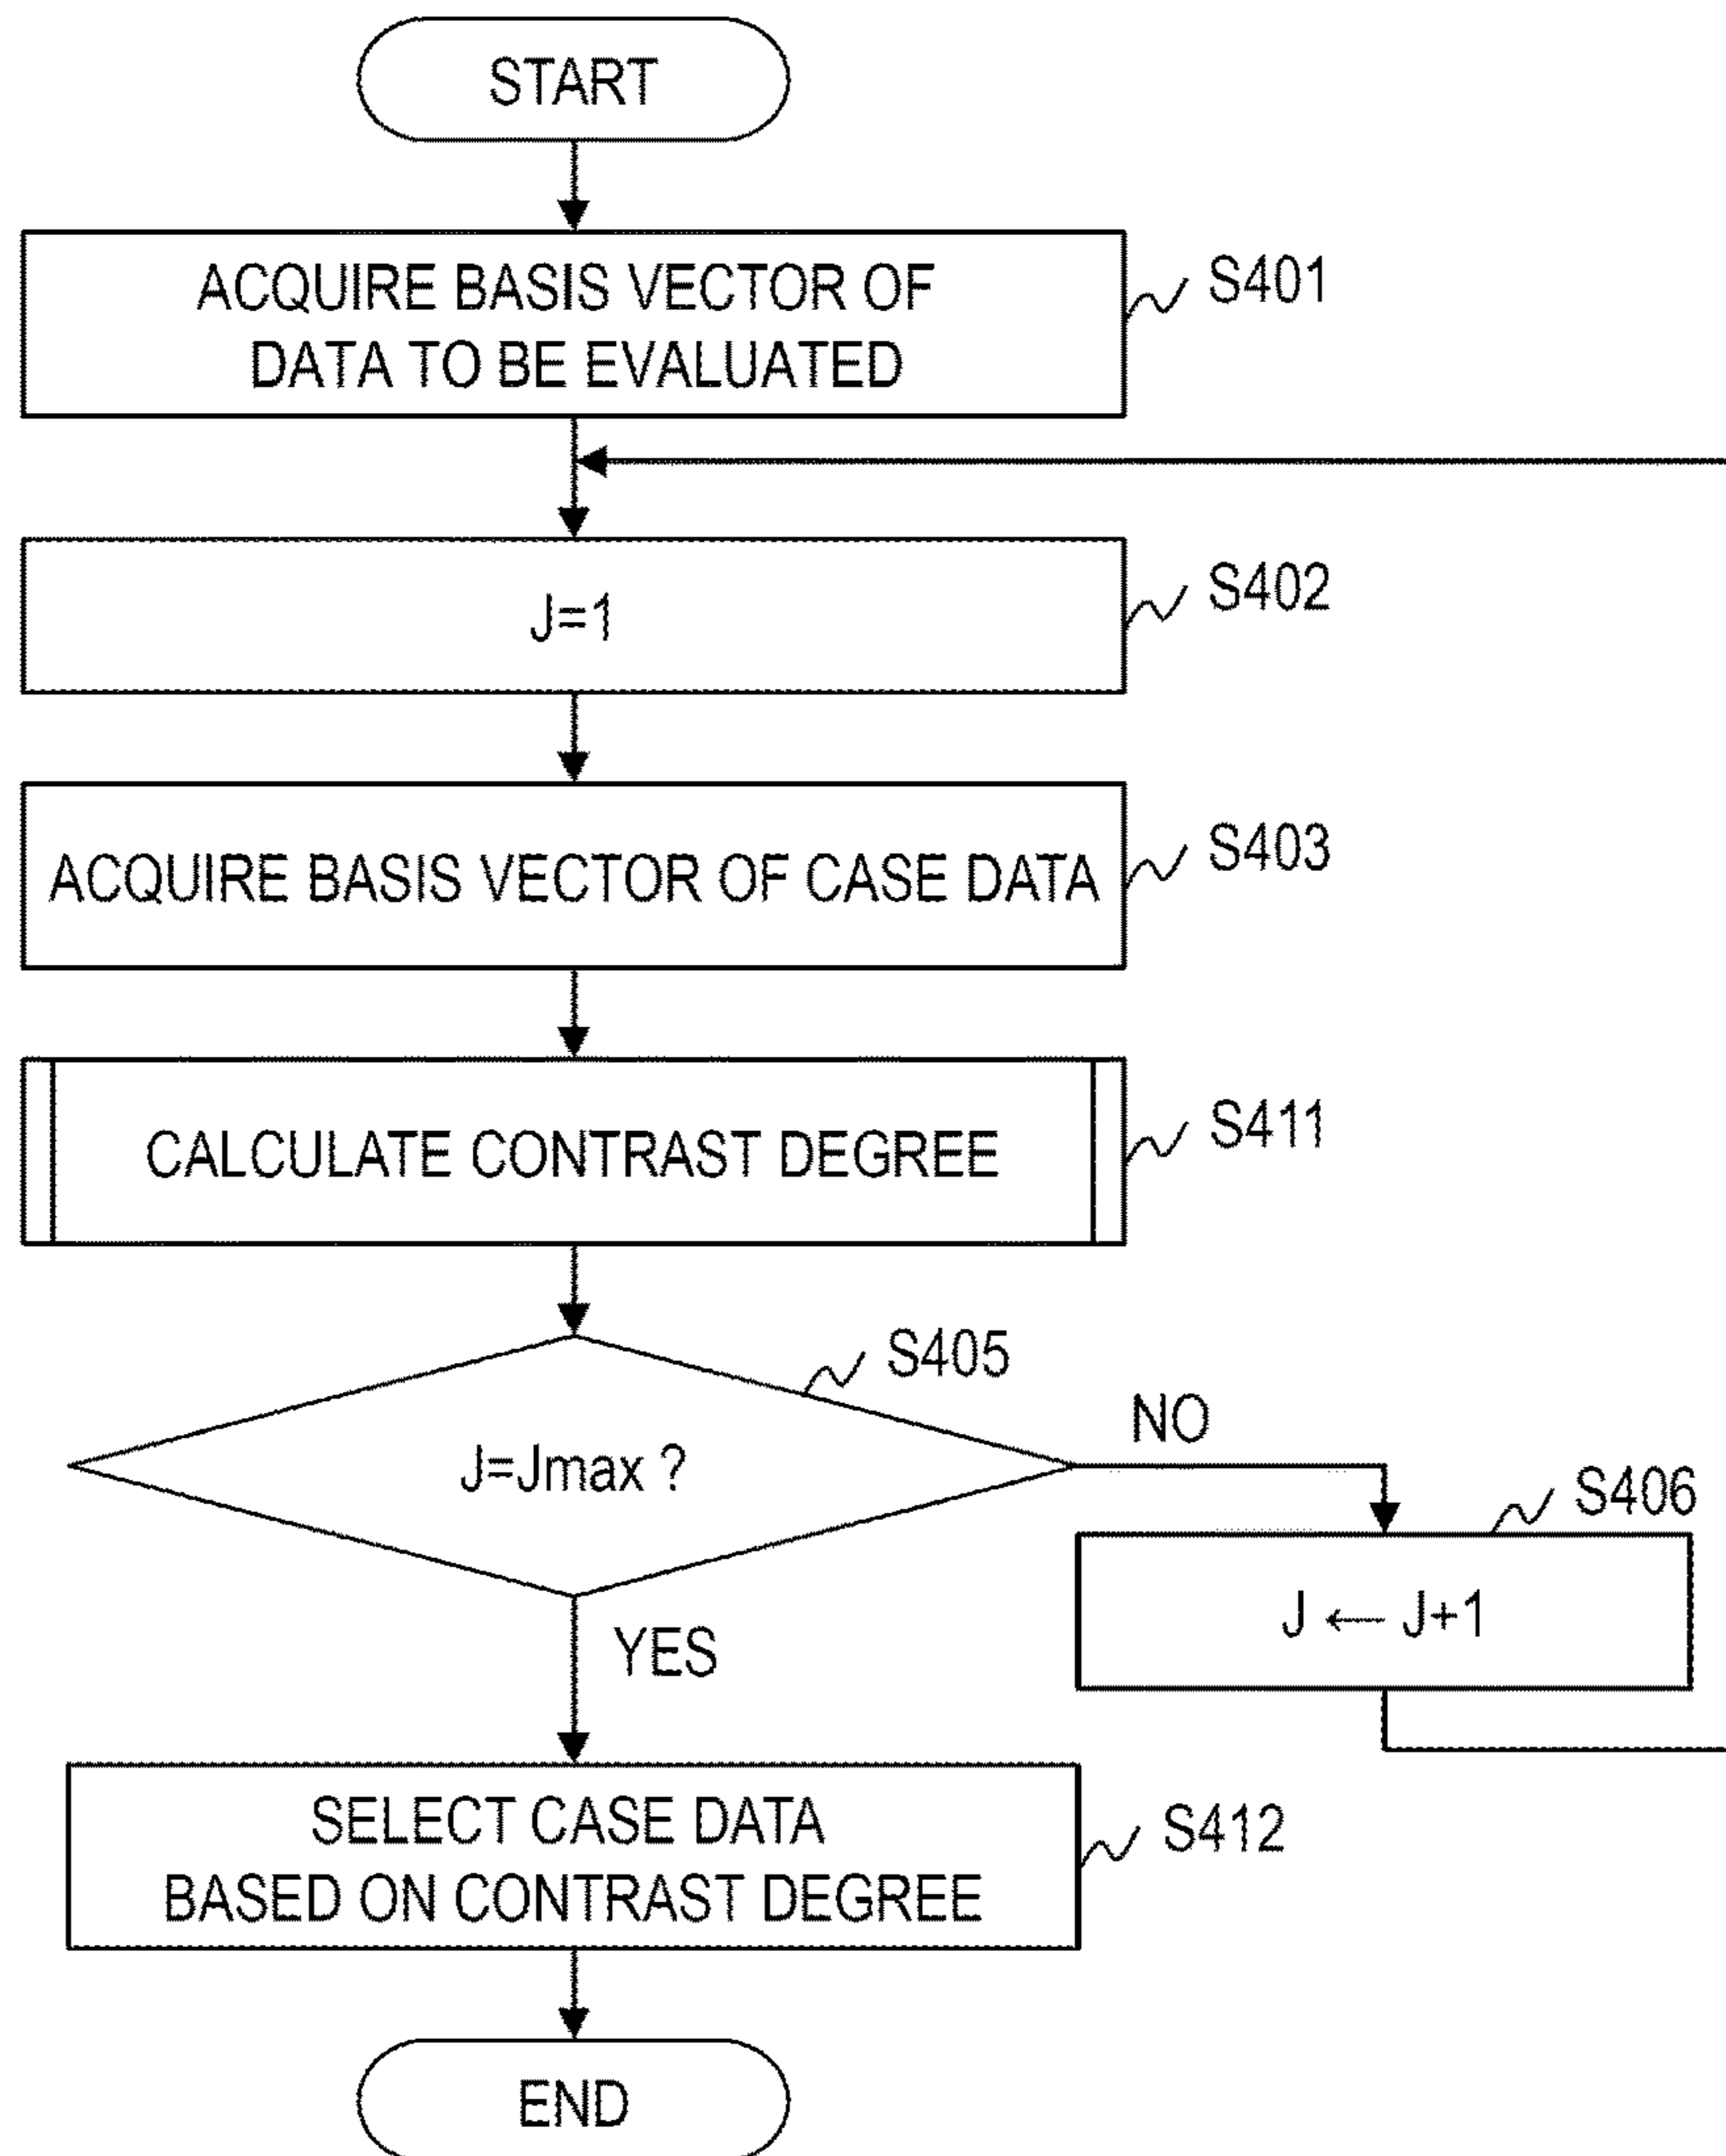 START
ACQUIRE BASIS VECTOR OF
DATA TO BE EVALUATED
S401
J=1
S402
ACQUIRE BASIS VECTOR OF CASE DATA
S403
CALCULATE CONTRAST DEGREE
S411
S405
J=Jmax ?
NO
S406
J ← J+1
YES
SELECT CASE DATA
BASED ON CONTRAST DEGREE
S412
END